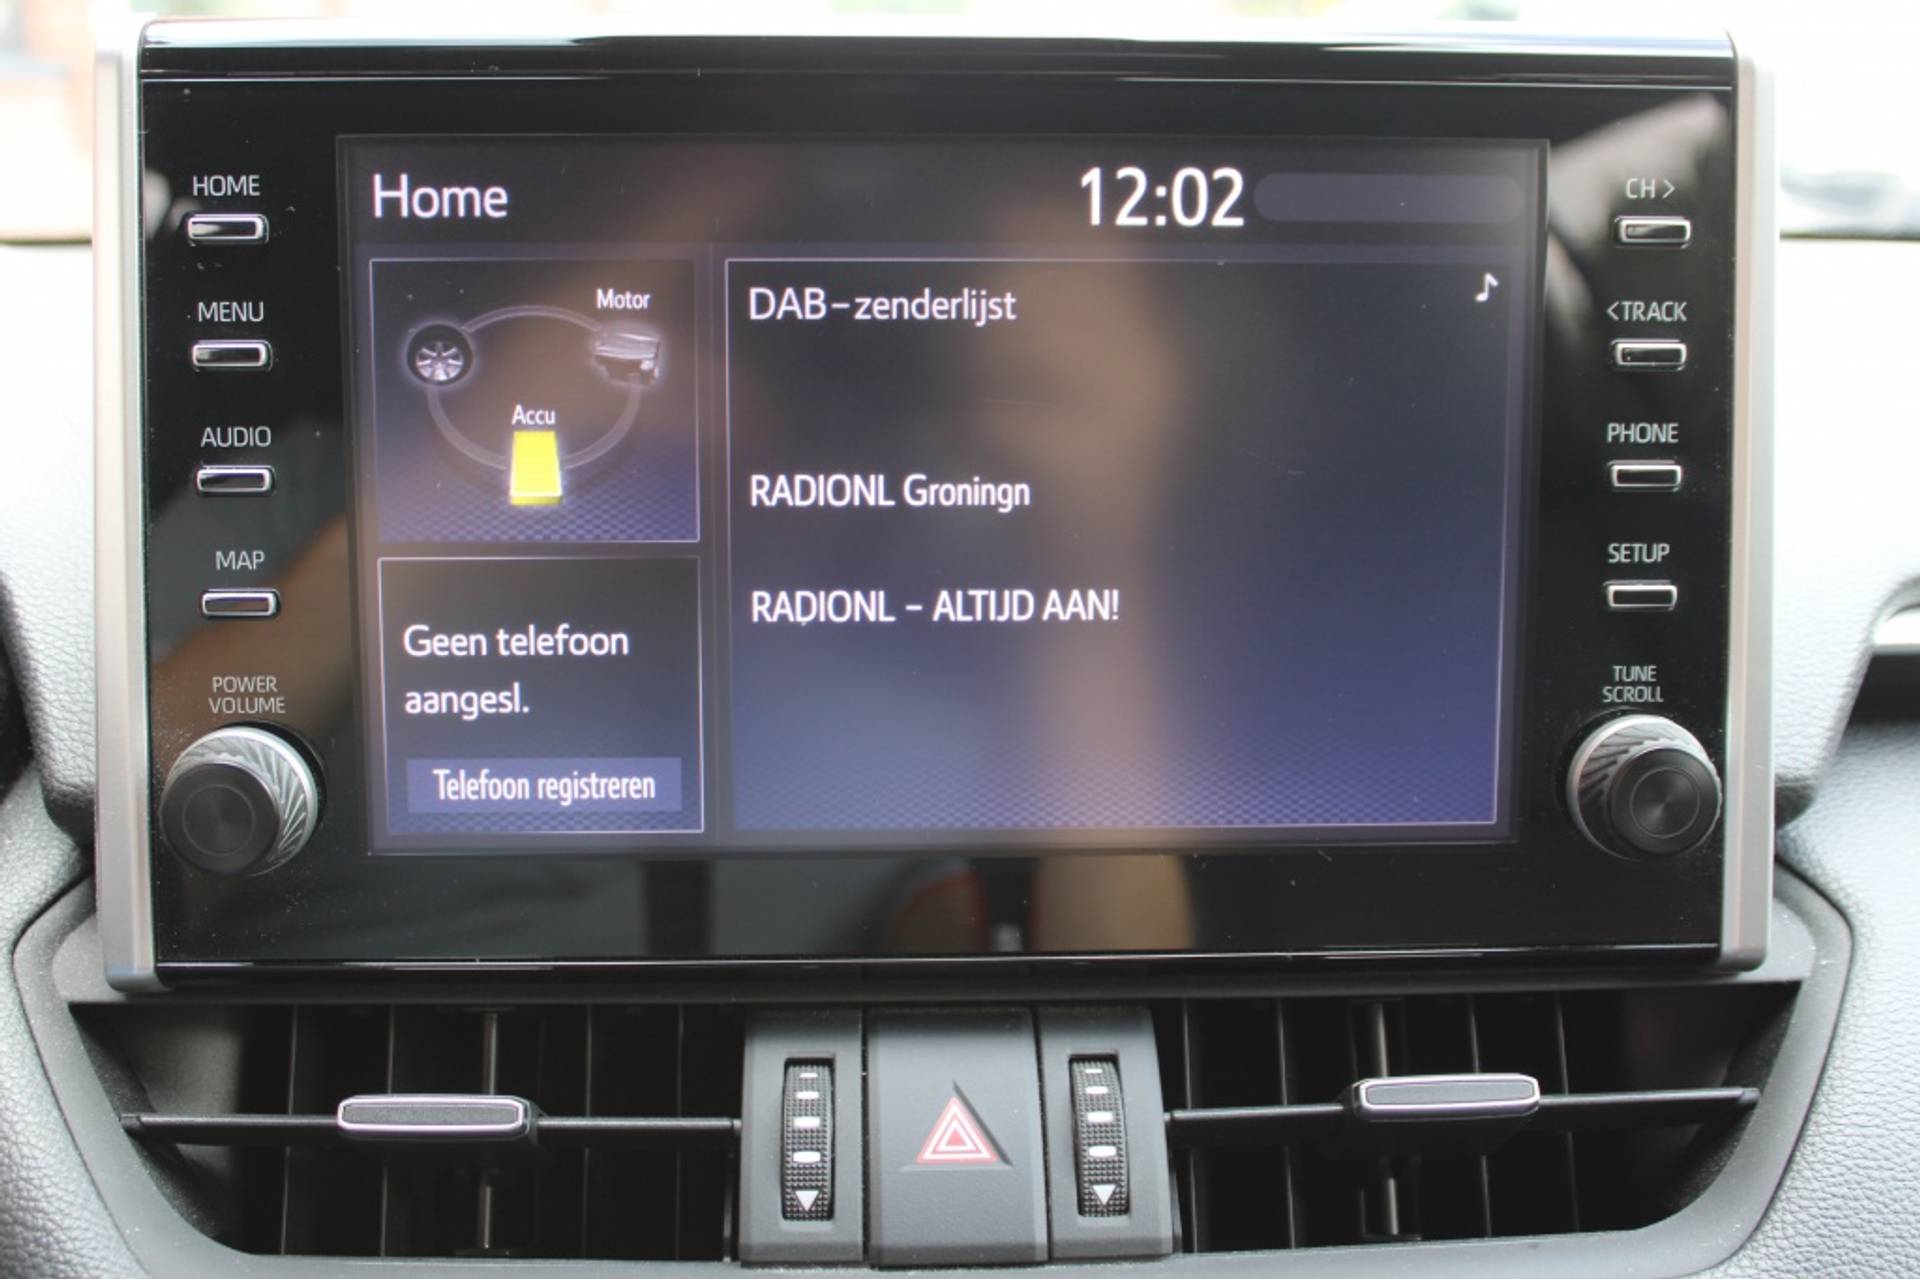 HOME
MENU
AUDIO
MAP
POWER
VOLUME
Home
12:02
Motor
Accu
Geen telefoon
aangesl.
Telefoon registreren
DAB-zenderlijst
RADIONL Groningn
RADIONL - ALTIJD AAN!
CH >
<TRACK
PHONE
SETUP
TUNE
SCROLL